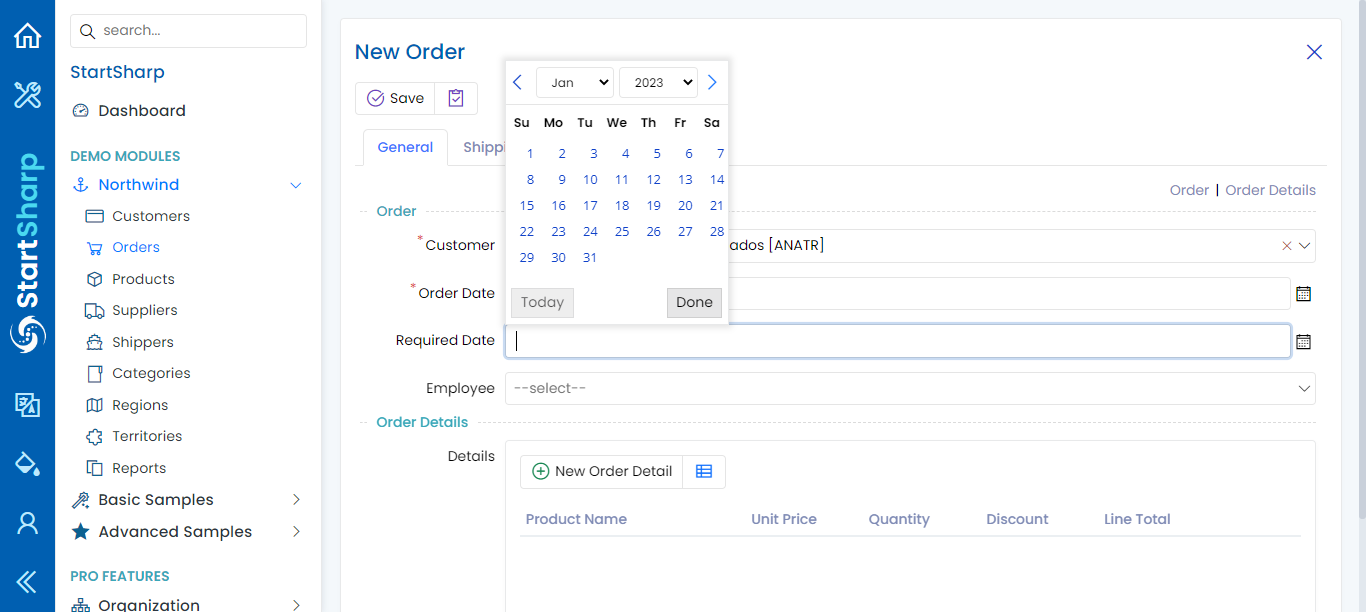 StartSharp
search...
StartSharp
Dashboard
DEMO MODULES
Northwind
Customers
Orders
Products
Suppliers
Shippers
Categories
Regions
Territories
Reports
Basic Samples
Advanced Samples
PRO FEATURES
Organization
New Order
Save
General
Shippi
Jan 2023
Su Mo Tu We Th Fr Sa
1 2 3 4 5 6 7
8 9 10 11 12 13 14
15 16 17 18 19 20 21
22 23 24 25 26 27 28
29 30 31
Today Done
Order | Order Details
Order
* Customer
ados [ANATR]
* Order Date
Required Date
Employee --select--
Order Details
Details
New Order Detail
Product Name Unit Price Quantity Discount Line Total